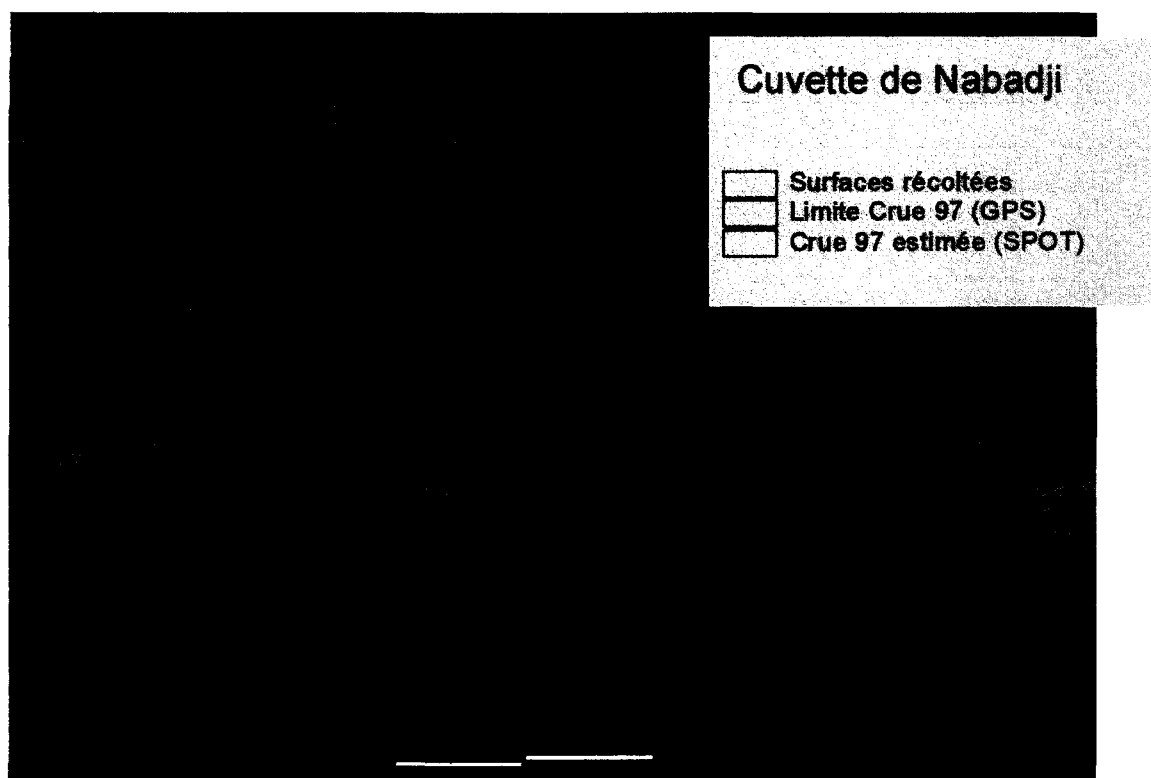 Cuvette de Nabadji
Surfaces récoltées
Limite Crue 97 (GPS)
Crue 97 estimée (SPOT)